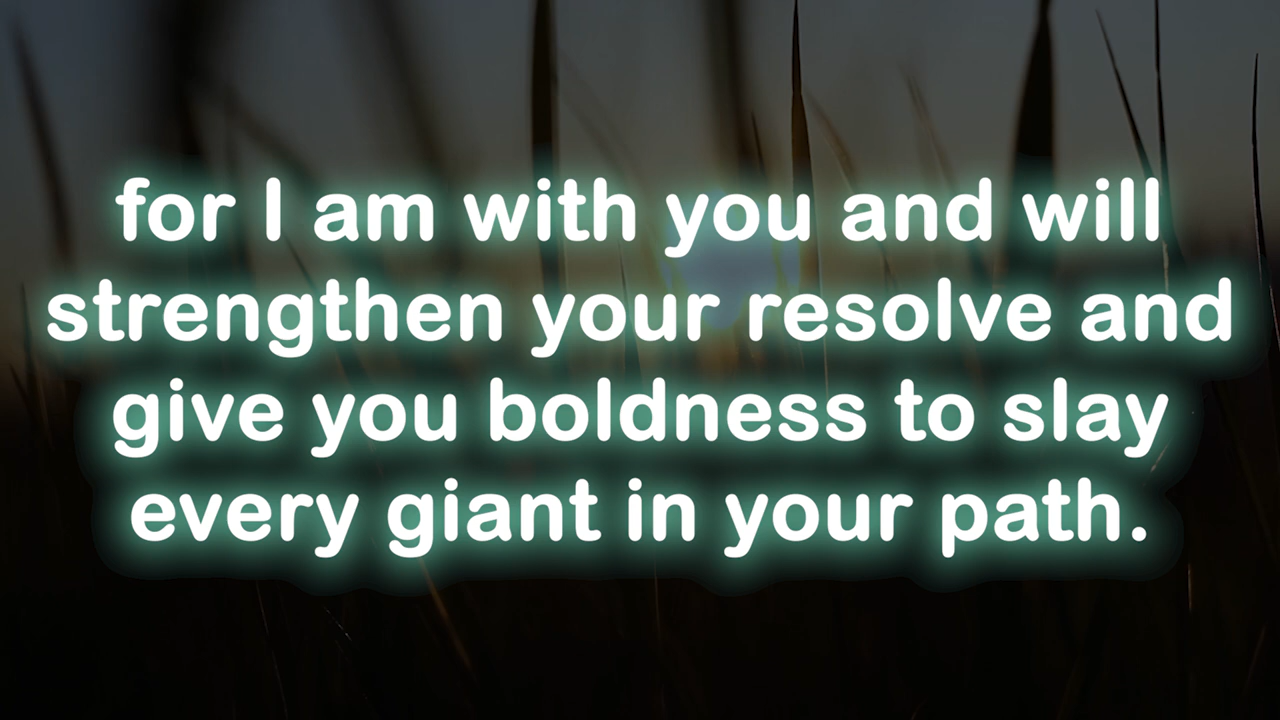 for I am with you and will
strengthen your resolve and
give you boldness to slay
every giant in your path.